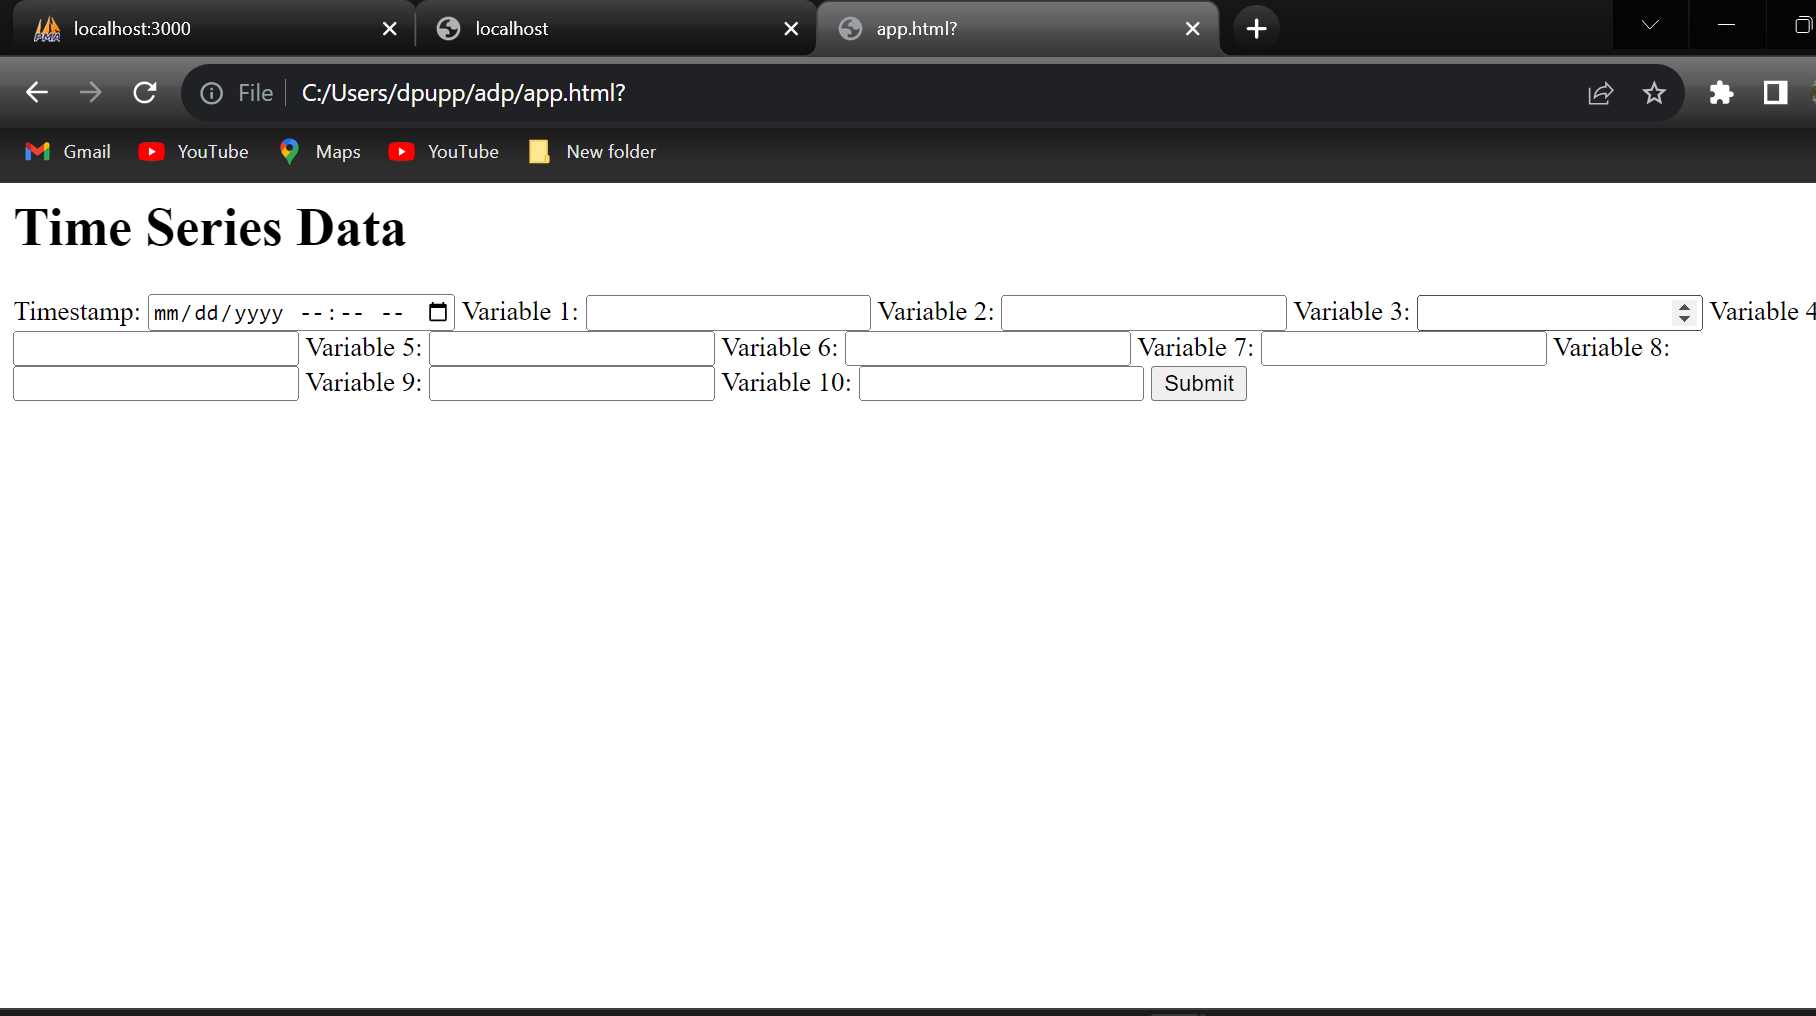 localhost:3000
localhost
app.html?
File C:/Users/dpupp/adp/app.html?
Gmail YouTube Maps YouTube New folder
Time Series Data
Timestamp: mm/dd/yyyy --:-- -- Variable 1: Variable 2: Variable 3: Variable 4
Variable 5: Variable 6: Variable 7: Variable 8:
Variable 9: Variable 10: Submit